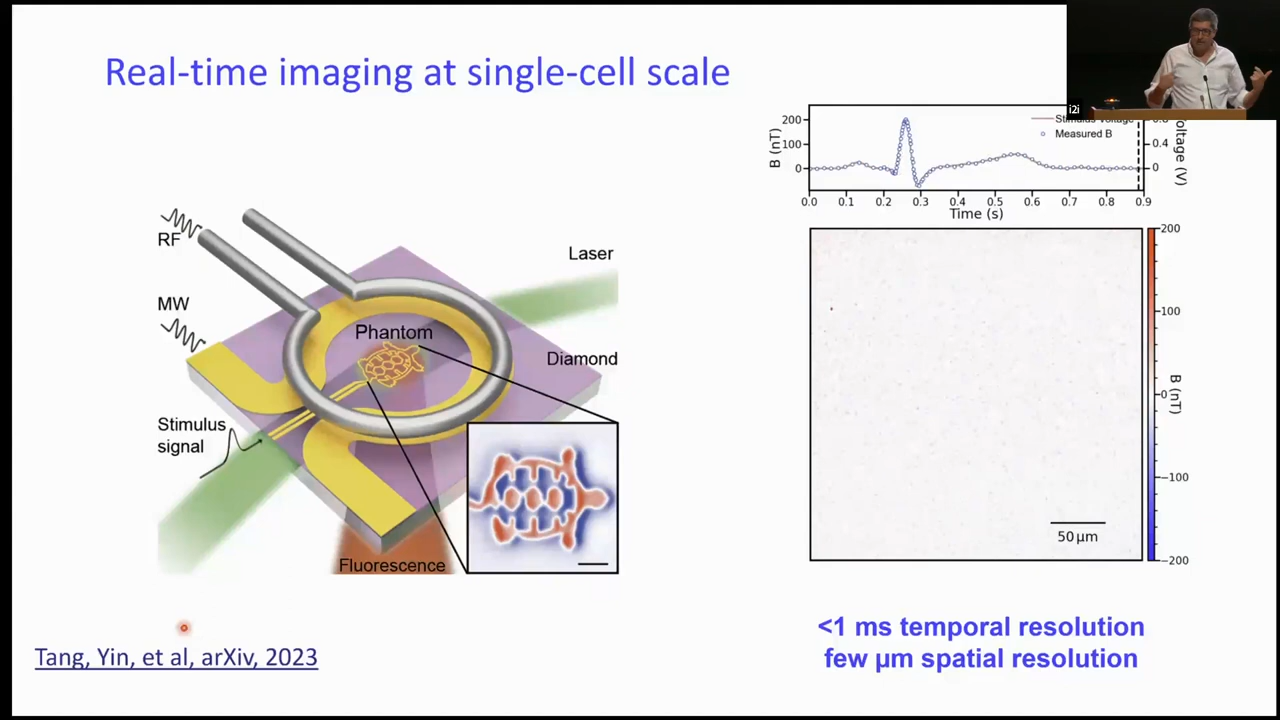 Real-time imaging at single-cell scale
i2i
RF
MW
Stimulus
signal
Phantom
Laser
Diamond
Fluorescence
B (nT)
200
100
0
Stimulus Voltage
Measured B
0.8
0.4
0
Voltage (V)
0.0 0.1 0.2 0.3 0.4 0.5 0.6 0.7 0.8 0.9
Time (s)
200
100
0
−100
−200
B (nT)
50 µm
<1 ms temporal resolution
few µm spatial resolution
Tang, Yin, et al, arXiv, 2023